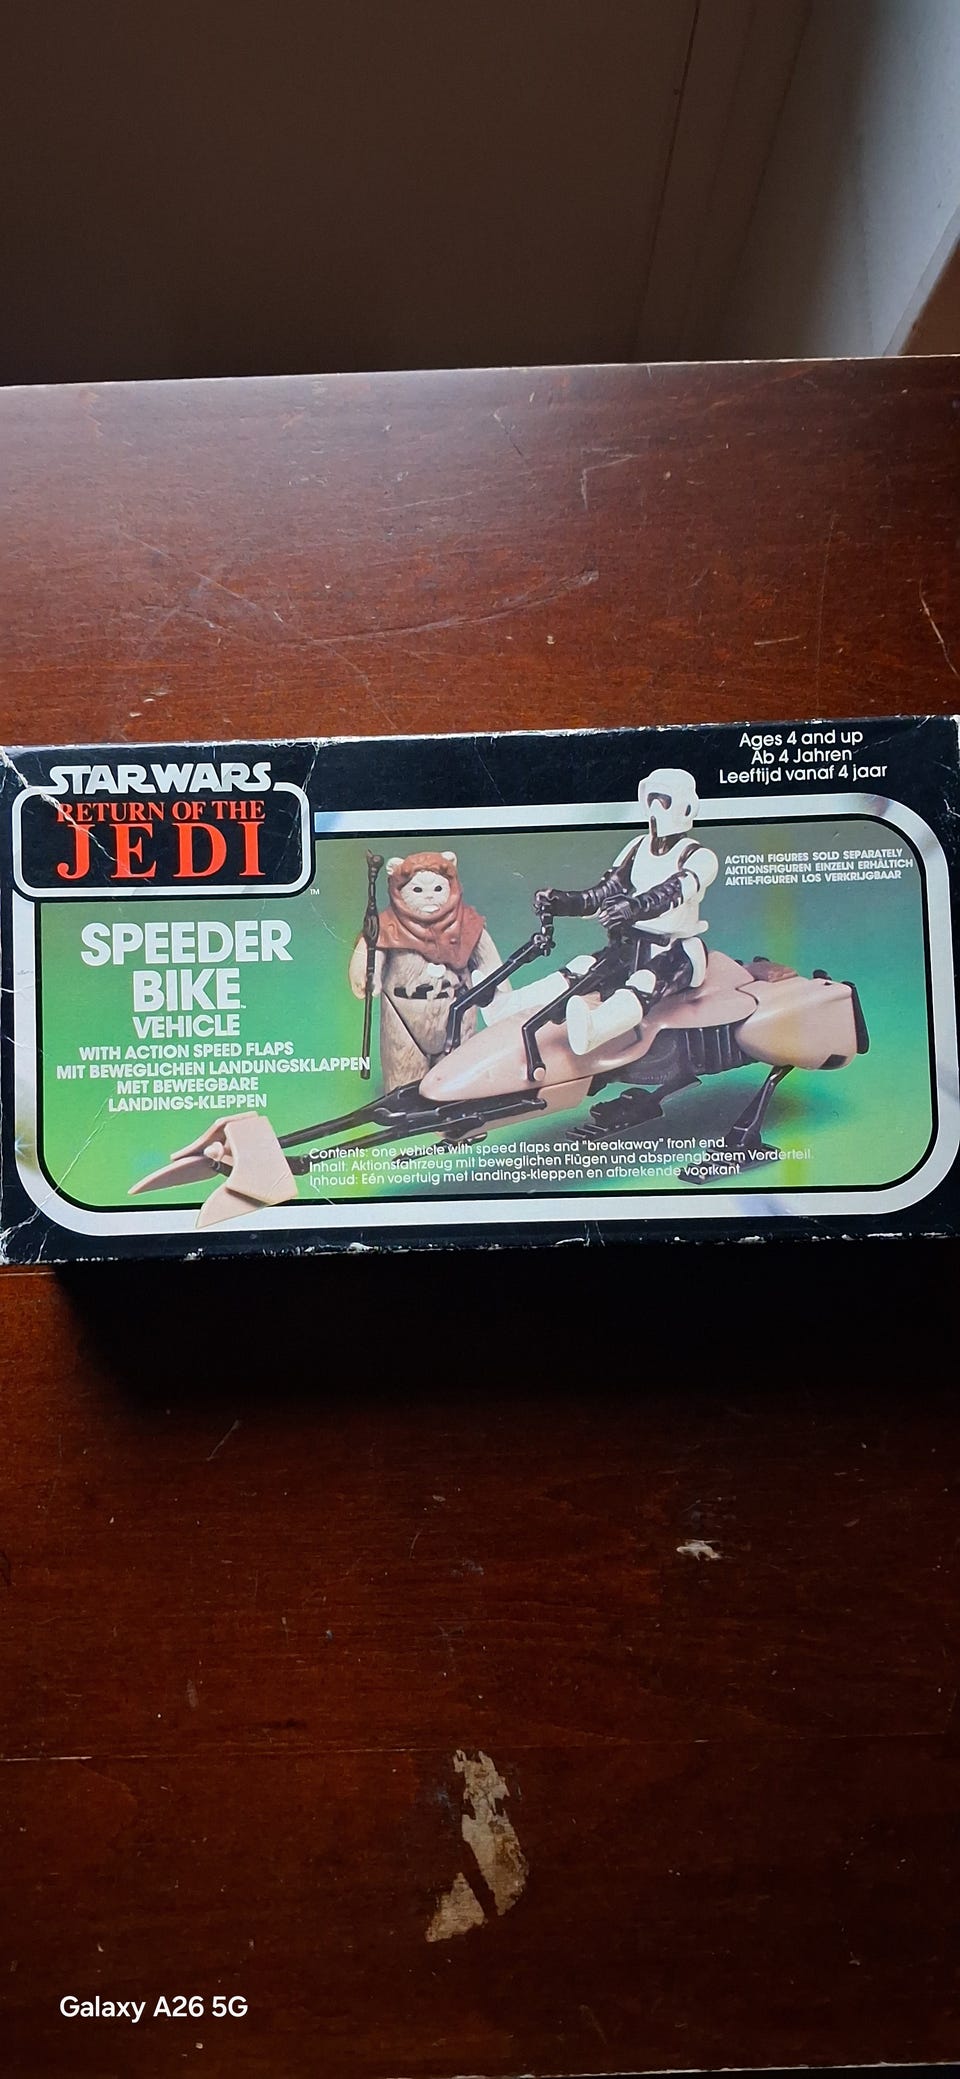 Ages 4 and up
Ab 4 Jahren
Leeftijd vanaf 4 jaar
STAR WARS
RETURN OF THE
JEDI
TM
ACTION FIGURES SOLD SEPARATELY
AKTIONSFIGUREN EINZELN ERHÄLTLICH
AKTIE-FIGUREN LOS VERKRIJGBAAR
SPEEDER
BIKE
VEHICLE
WITH ACTION SPEED FLAPS
MIT BEWEGLICHEN LANDUNGSKLAPPEN
MET BEWEEGBARE
LANDINGS-KLEPPEN
Contents: one vehicle with speed flaps and "breakaway" front end.
Inhalt: Aktionsfahrzeug mit beweglichen Flügen und absprengbarem Vorderteil.
Inhoud: Eén voertuig met landings-kleppen en afbrekende voorkant
Galaxy A26 5G